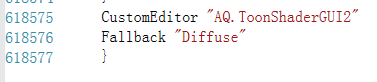 618575 CustomEditor "AQ.ToonShaderGUI2"
618576 Fallback "Diffuse"
618577 }